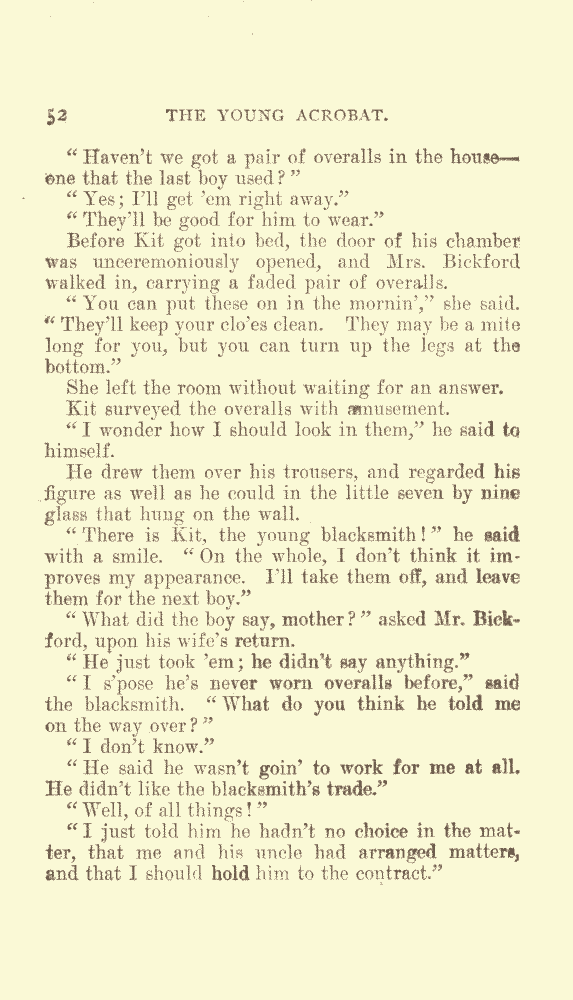 52 THE YOUNG ACROBAT.
“Haven’t we got a pair of overalls in the house—
one that the last boy used?”
“Yes; I’ll get ’em right away.”
“They’ll be good for him to wear.”
Before Kit got into bed, the door of his chamber
was unceremoniously opened, and Mrs. Bickford
walked in, carrying a faded pair of overalls.
“You can put these on in the mornin’,” she said.
“They’ll keep your clo’es clean. They may be a mite
long for you, but you can turn up the legs at the
bottom.”
She left the room without waiting for an answer.
Kit surveyed the overalls with amusement.
“I wonder how I should look in them,” he said to
himself.
He drew them over his trousers, and regarded his
figure as well as he could in the little seven by nine
glass that hung on the wall.
“There is Kit, the young blacksmith!” he said
with a smile. “On the whole, I don’t think it im-
proves my appearance. I’ll take them off, and leave
them for the next boy.”
“What did the boy say, mother?” asked Mr. Bick-
ford, upon his wife’s return.
“He just took ’em; he didn’t say anything.”
“I s’pose he’s never worn overalls before,” said
the blacksmith. “What do you think he told me
on the way over?”
“I don’t know.”
“He said he wasn’t goin’ to work for me at all.
He didn’t like the blacksmith’s trade.”
“Well, of all things!”
“I just told him he hadn’t no choice in the mat-
ter, that me and his uncle had arranged matters,
and that I should hold him to the contract.”